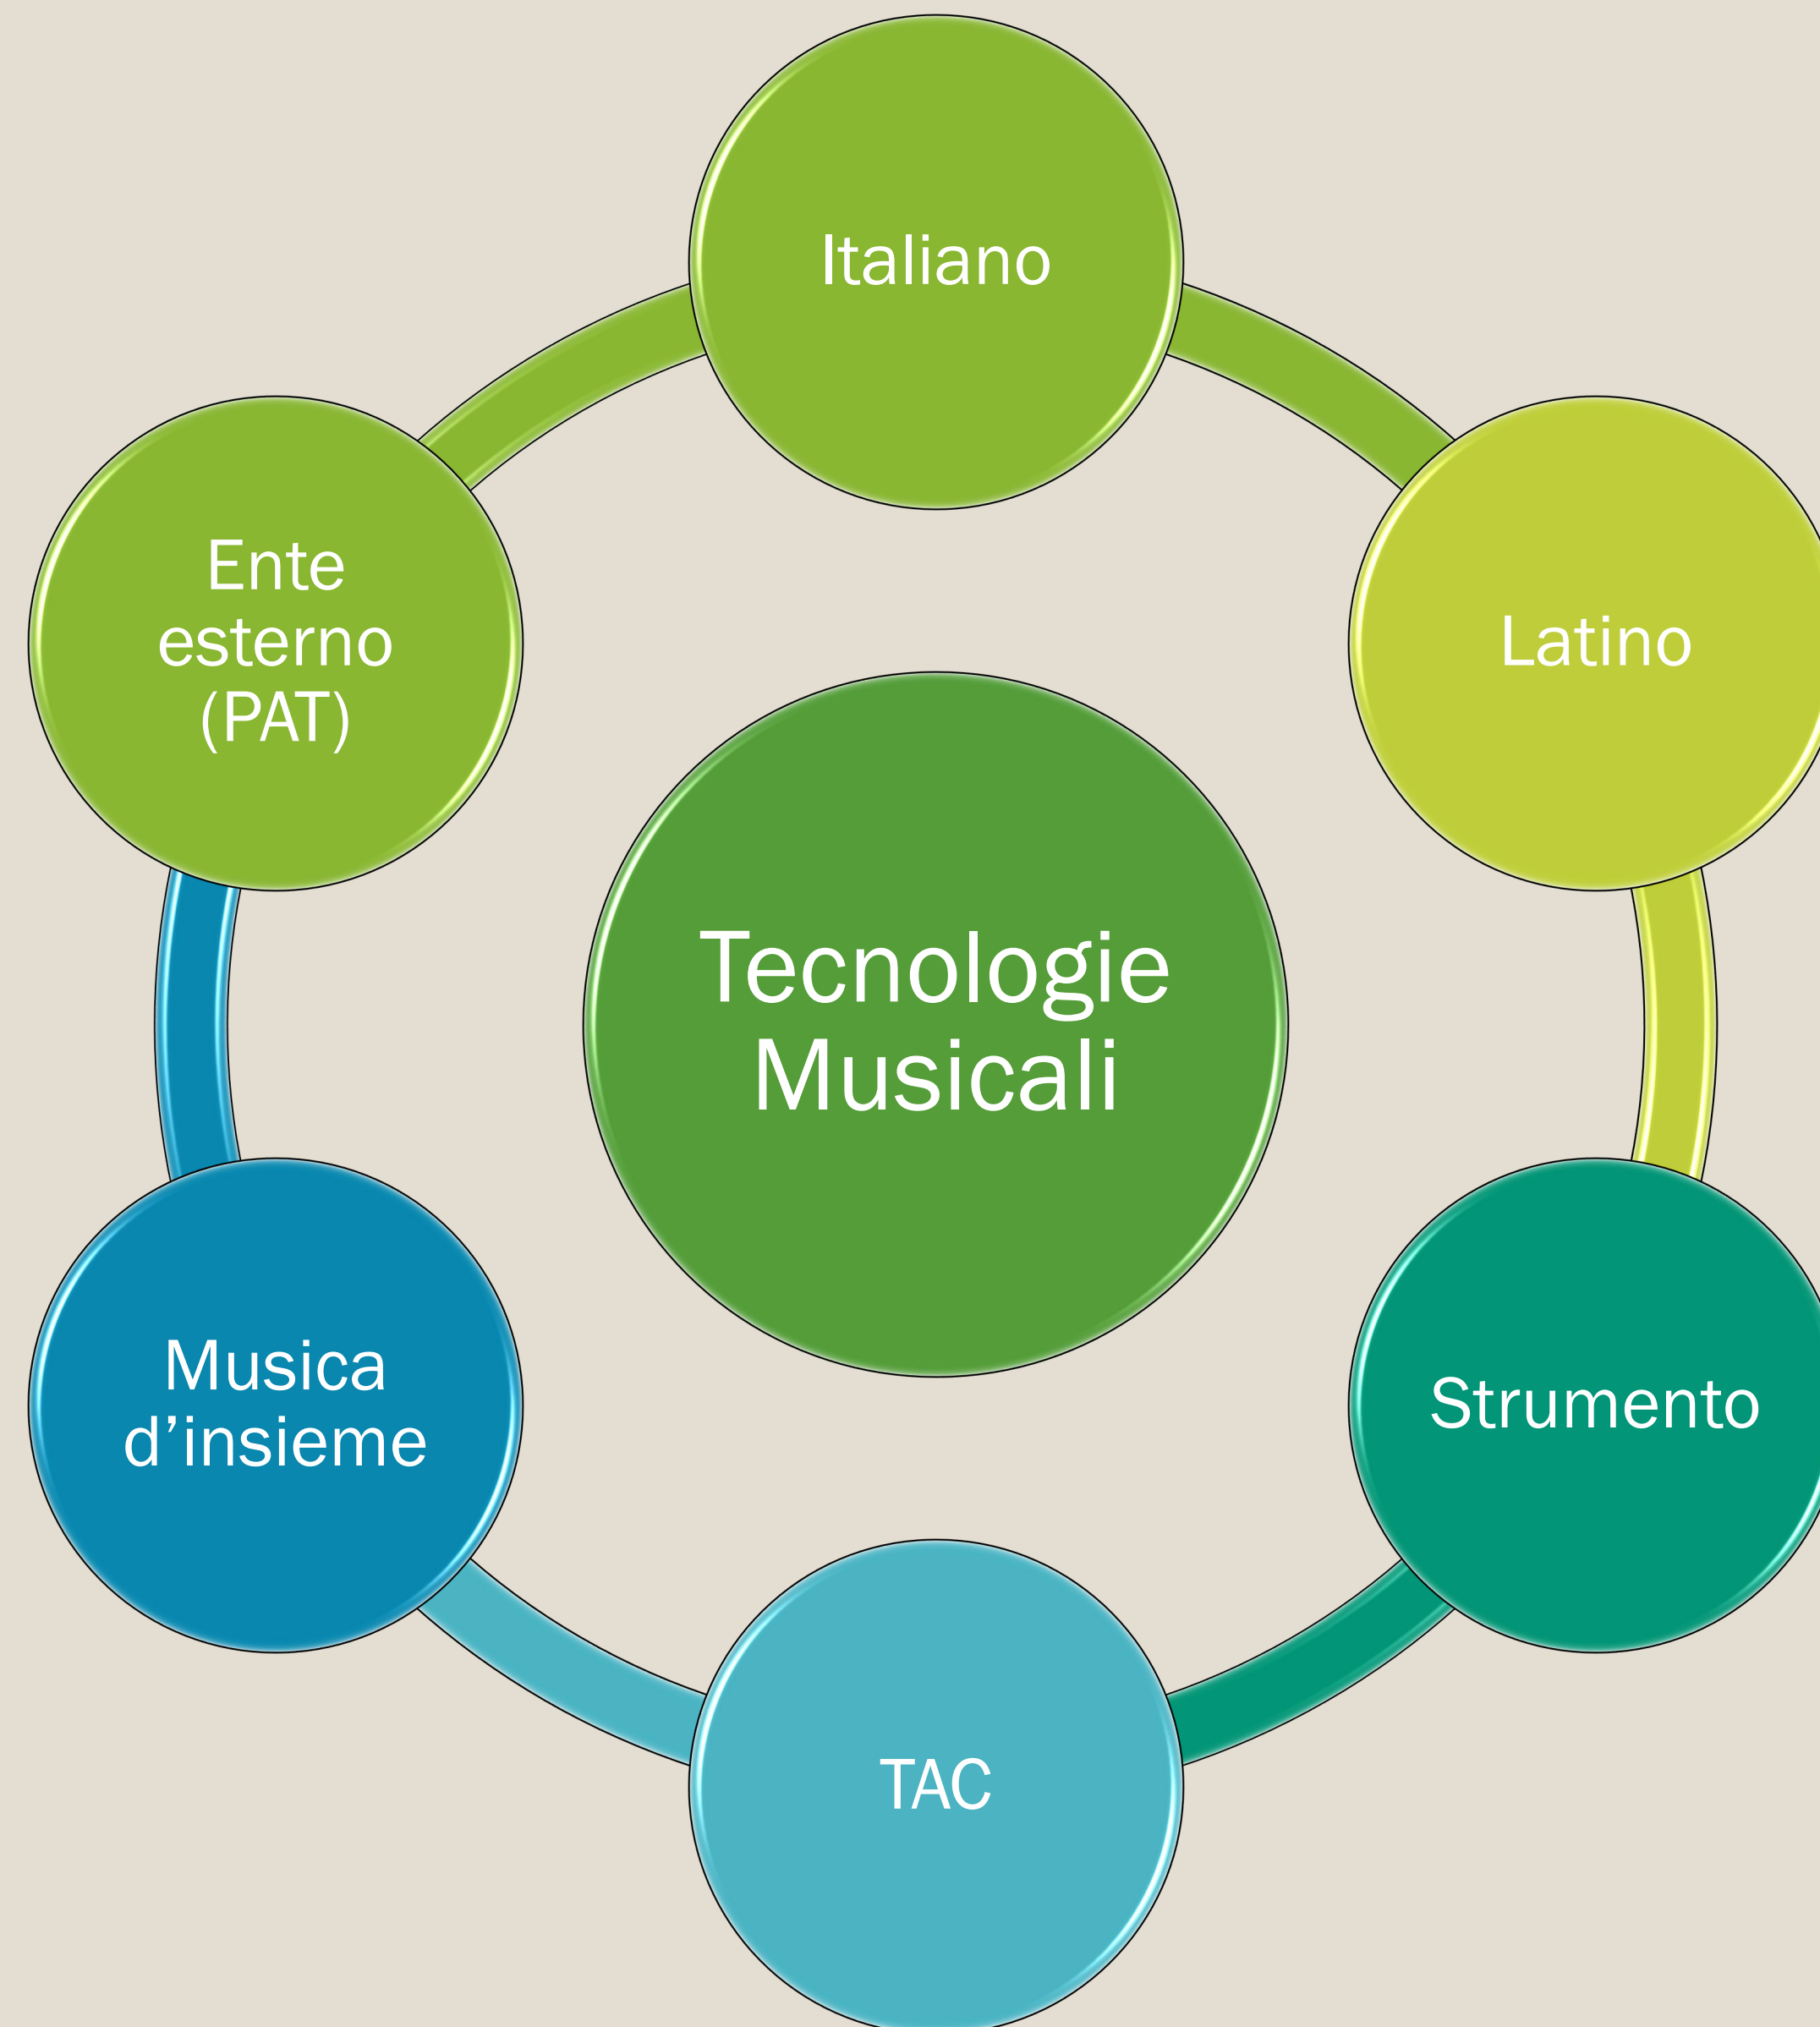 Italiano
Latino
Ente
esterno
(PAT)
Tecnologie
Musicali
Musica
d’insieme
Strumento
TAC